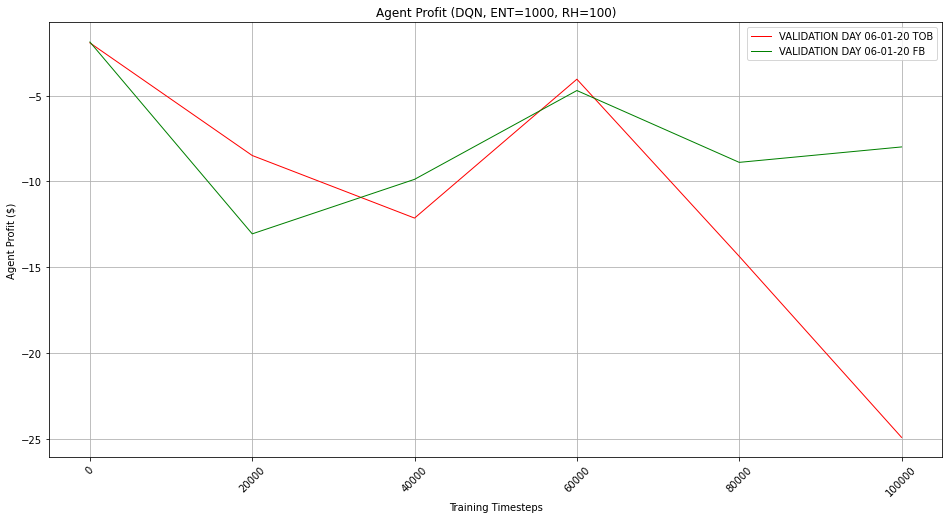 Agent Profit (DQN, ENT=1000, RH=100)
VALIDATION DAY 06-01-20 TOB
VALIDATION DAY 06-01-20 FB
Agent Profit ($)
−5
−10
−15
−20
−25
0
20000
40000
60000
80000
100000
Training Timesteps